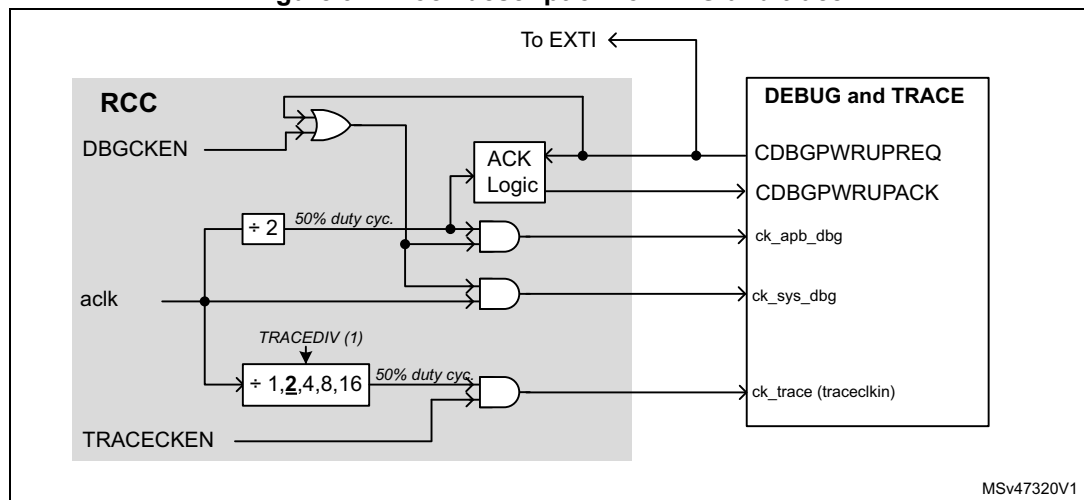 To EXTI
RCC
DEBUG and TRACE
DBGCKEN
CDBGPWRUPREQ
ACK
Logic
CDBGPWRUPACK
÷ 2
50% duty cyc.
ck_apb_dbg
aclk
ck_sys_dbg
TRACEDIV (1)
÷ 1,2,4,8,16
50% duty cyc.
ck_trace (traceclkin)
TRACECKEN
MSv47320V1